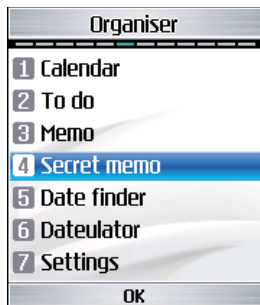 Organiser
1 Calendar
2 To do
3 Memo
4 Secret memo
5 Date finder
6 Dateulator
7 Settings
OK